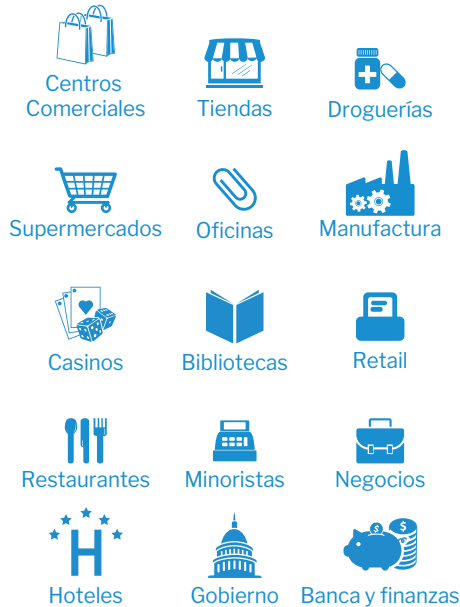 Centros
Comerciales
Tiendas
Droguerías
Supermercados
Oficinas
Manufactura
Casinos
Bibliotecas
Retail
Restaurantes
Minoristas
Negocios
$
$
H
Hoteles
Gobierno
Banca y finanzas